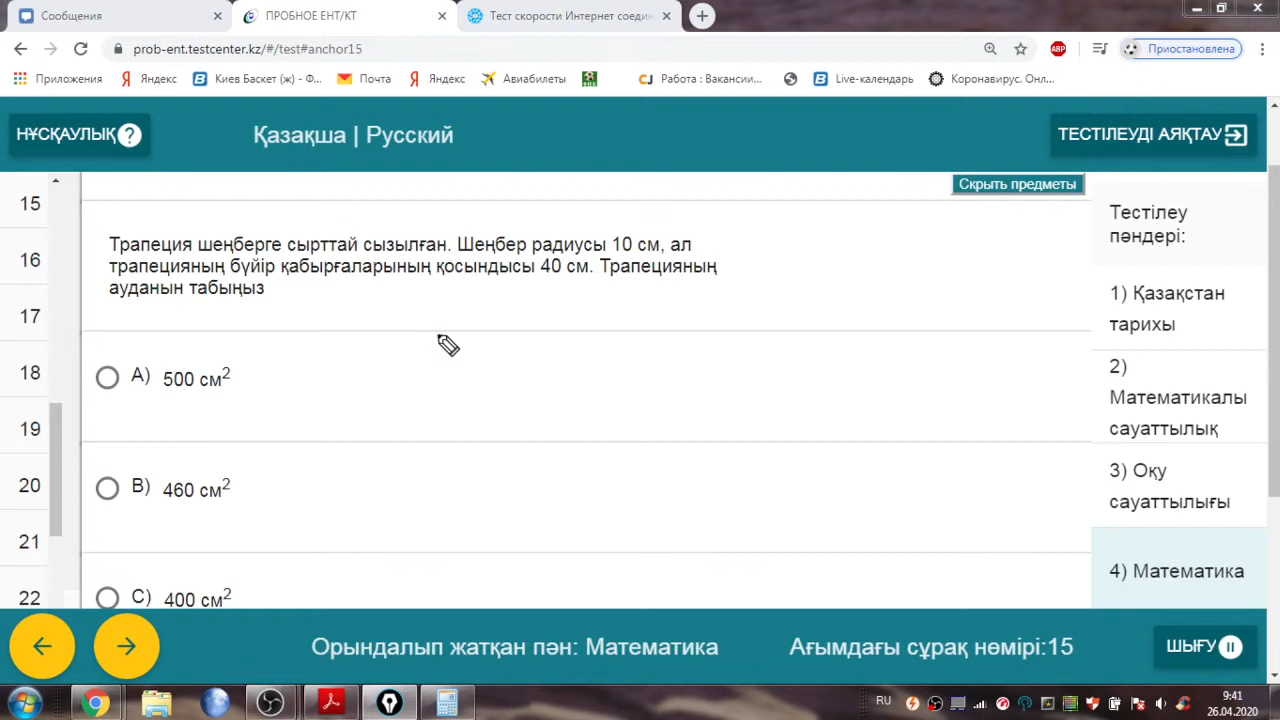 Сообщения
ПРОБНОЕ ЕНТ/КТ
Тест скорости Интернет соедин
prob-ent.testcenter.kz/#/test#anchor15
ABP
Приостановлена
Приложения
Яндекс
Киев Баскет (ж) - Ф...
Почта
Яндекс
Авиабилеты
Работа : Вакансии...
Live-календарь
Коронавирус. Онл...
НҰСҚАУЛЫҚ ?
Қазақша | Русский
ТЕСТІЛЕУДІ АЯҚТАУ
Скрыть предметы
15
16
17
18
19
20
21
22
Трапеция шеңберге сырттай сызылған. Шеңбер радиусы 10 см, ал
трапецияның бүйір қабырғаларының қосындысы 40 см. Трапецияның
ауданын табыңыз
A) 500 см²
B) 460 см²
C) 400 см²
Тестілеу
пәндері:
1) Қазақстан
тарихы
2)
Математикалы
сауаттылық
3) Оқу
сауаттылығы
4) Математика
Орындалып жатқан пән: Математика
Ағымдағы сұрақ нөмірі:15
ШЫҒУ
RU
9:41
26.04.2020